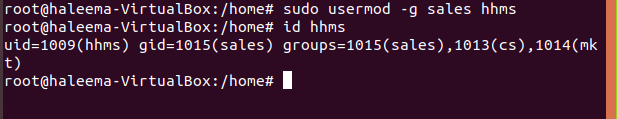 root@haleema-VirtualBox:/home# sudo usermod -g sales hhms
root@haleema-VirtualBox:/home# id hhms
uid=1009(hhms) gid=1015(sales) groups=1015(sales),1013(cs),1014(mk
t)
root@haleema-VirtualBox:/home#